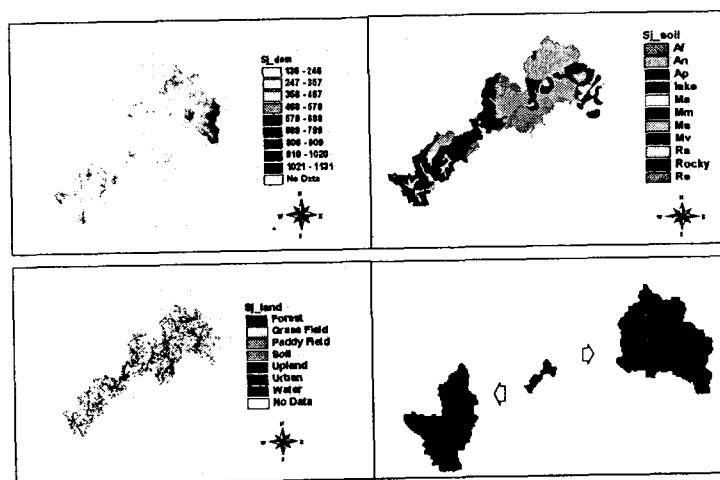 Sj_dem
136 - 246
247 - 357
358 - 467
468 - 578
579 - 688
689 - 799
910 - 1020
1021 - 1131
No Data
N
W
S
Sj_soil
Af
An
Ap
lake
Ma
Mm
Ms
Mv
Ra
Rocky
Re
N
W
S
Sj_land
Forest
Grass Field
Paddy Field
Soil
Upland
Urban
Water
No Data
N
W
S